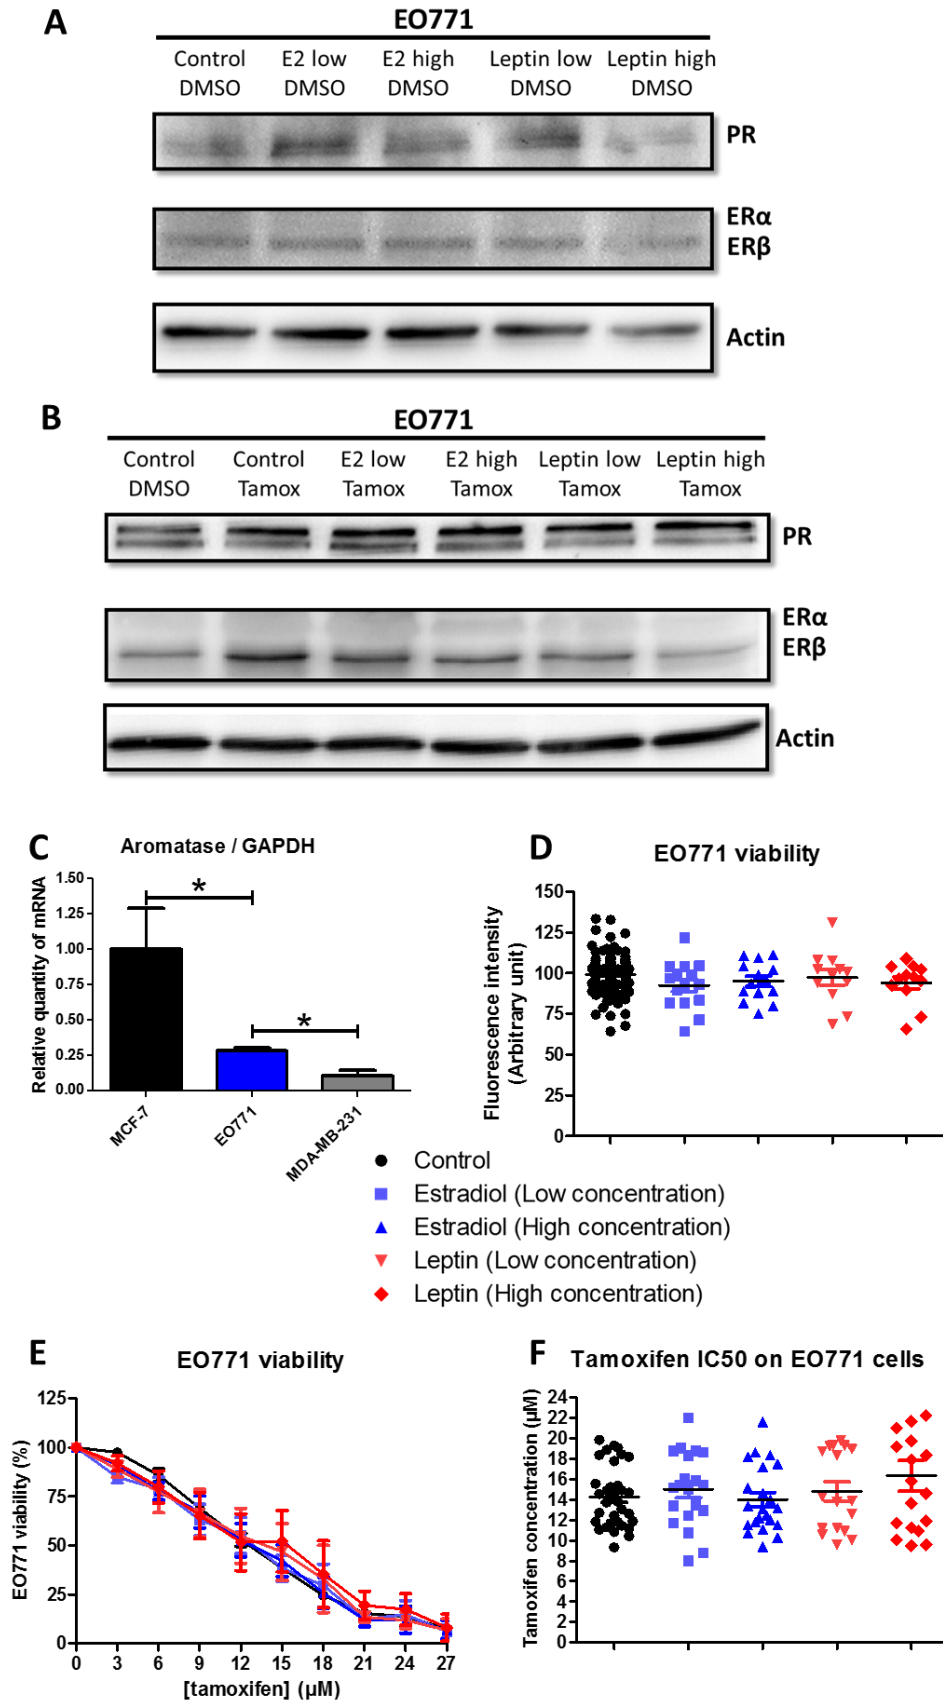 A
EO771
Control E2 low E2 high Leptin low Leptin high
DMSO DMSO DMSO DMSO DMSO
PR
ERα
ERβ
Actin
B
EO771
Control Control E2 low E2 high Leptin low Leptin high
DMSO Tamox Tamox Tamox Tamox Tamox
PR
ERα
ERβ
Actin
C
Aromatase / GAPDH
Relative quantity of mRNA
1.50
1.25
1.00
0.75
0.50
0.25
0.00
*
*
MCF-7
EO771
MDA-MB-231
D
EO771 viability
Fluorescence intensity
(Arbitrary unit)
150
125
100
75
50
25
0
Control
Estradiol (Low concentration)
Estradiol (High concentration)
Leptin (Low concentration)
Leptin (High concentration)
E
EO771 viability
EO771 viability (%)
125
100
75
50
25
0
0 3 6 9 12 15 18 21 24 27
[tamoxifen] (µM)
F
Tamoxifen IC50 on EO771 cells
Tamoxifen concentration (µM)
24
22
20
18
16
14
12
10
8
6
4
2
0